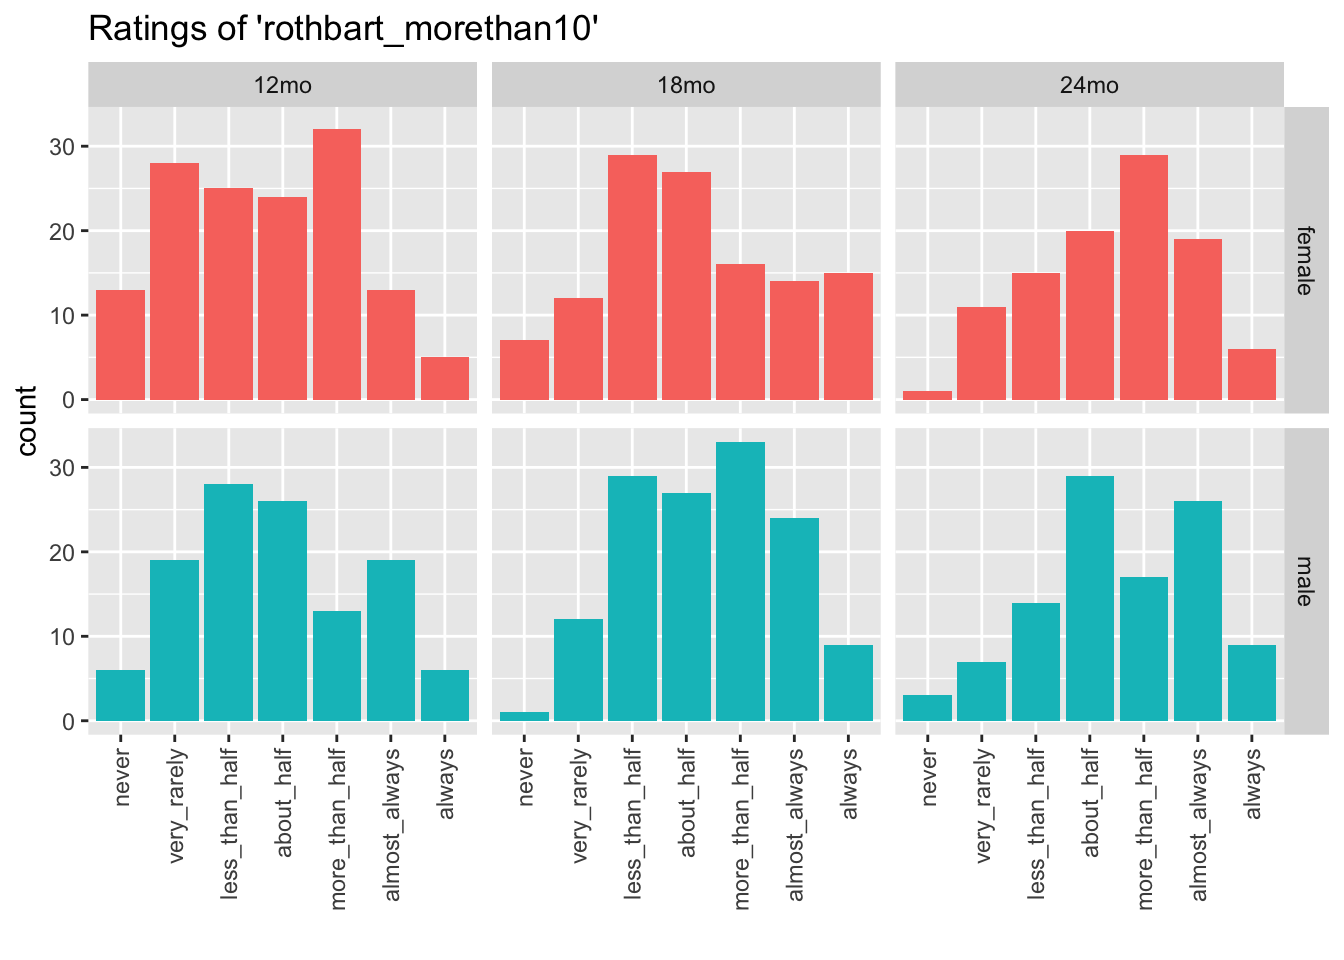 Ratings of 'rothbart_morethan10'
12mo 18mo 24mo
30
20
10
0
female
count
30
20
10
0
male
never very_rarely less_than_half about_half more_than_half almost_always always never very_rarely less_than_half about_half more_than_half almost_always always never very_rarely less_than_half about_half more_than_half almost_always always